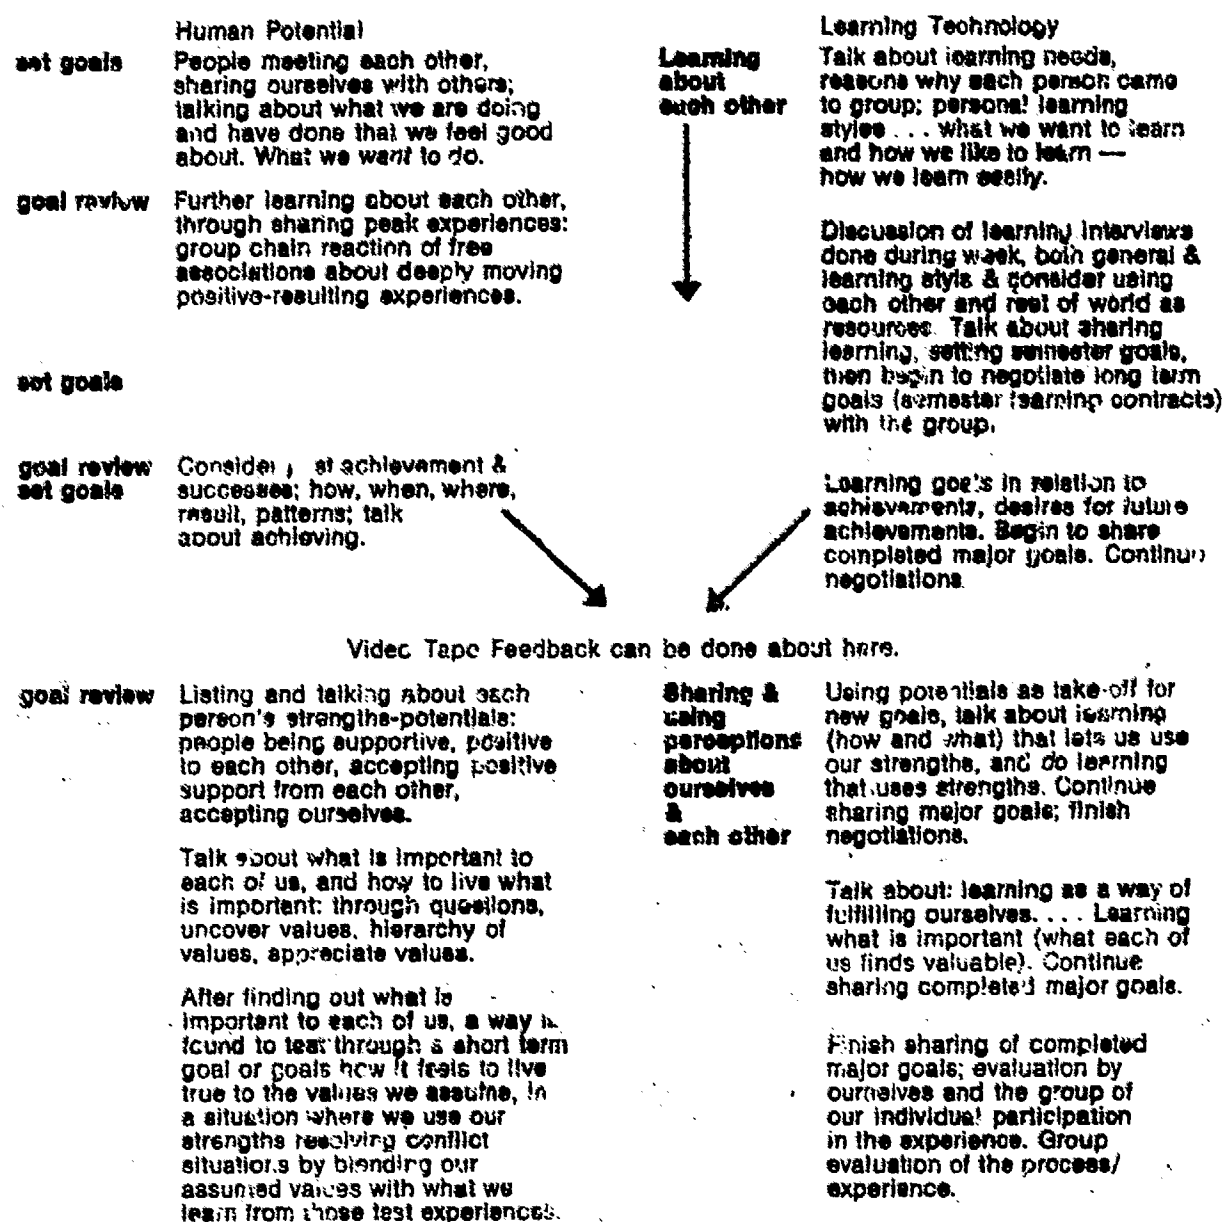 Human Potential
set goals
People meeting each other,
sharing ourselves with others;
talking about what we are doing
and have done that we feel good
about. What we want to do.
goal review
Further learning about each other,
through sharing peak experiences:
group chain reaction of free
associations about deeply moving
positive-resulting experiences.
set goals
goal review
set goals
Consider achievement &
successes; how, when, where,
result, patterns; talk
about achieving.
Learning
about
each other
Learning Technology
Talk about learning needs,
reasons why each person came
to group; personal learning
styles . . . what we want to learn
and how we like to learn —
how we learn easily.
Discussion of learning interviews
done during week, both general &
learning style & consider using
each other and rest of world as
resources. Talk about sharing
learning, setting semester goals,
then begin to negotiate long term
goals (semester learning contracts)
with the group.
Learning goals in relation to
achievements, desires for future
achievements. Begin to share
completed major goals. Continue
negotiations.
Video Tape Feedback can be done about here.
goal review
Listing and talking about each
person's strengths-potentials:
people being supportive, positive
to each other, accepting positive
support from each other,
accepting ourselves.
Talk about what is important to
each of us, and how to live what
is important: through questions,
uncover values, hierarchy of
values, appreciate values.
After finding out what is
important to each of us, a way is
found to test through a short term
goal or goals how it feels to live
true to the values we assume, in
a situation where we use our
strengths resolving conflict
situations by blending our
assumed values with what we
learn from those test experiences.
Sharing &
using
perceptions
about
ourselves
&
each other
Using potentials as take-off for
new goals, talk about learning
(how and what) that lets us use
our strengths, and do learning
that uses strengths. Continue
sharing major goals; finish
negotiations.
Talk about: learning as a way of
fulfilling ourselves. . . . Learning
what is important (what each of
us finds valuable). Continue
sharing completed major goals.
Finish sharing of completed
major goals; evaluation by
ourselves and the group of
our individual participation
in the experience. Group
evaluation of the process/
experience.